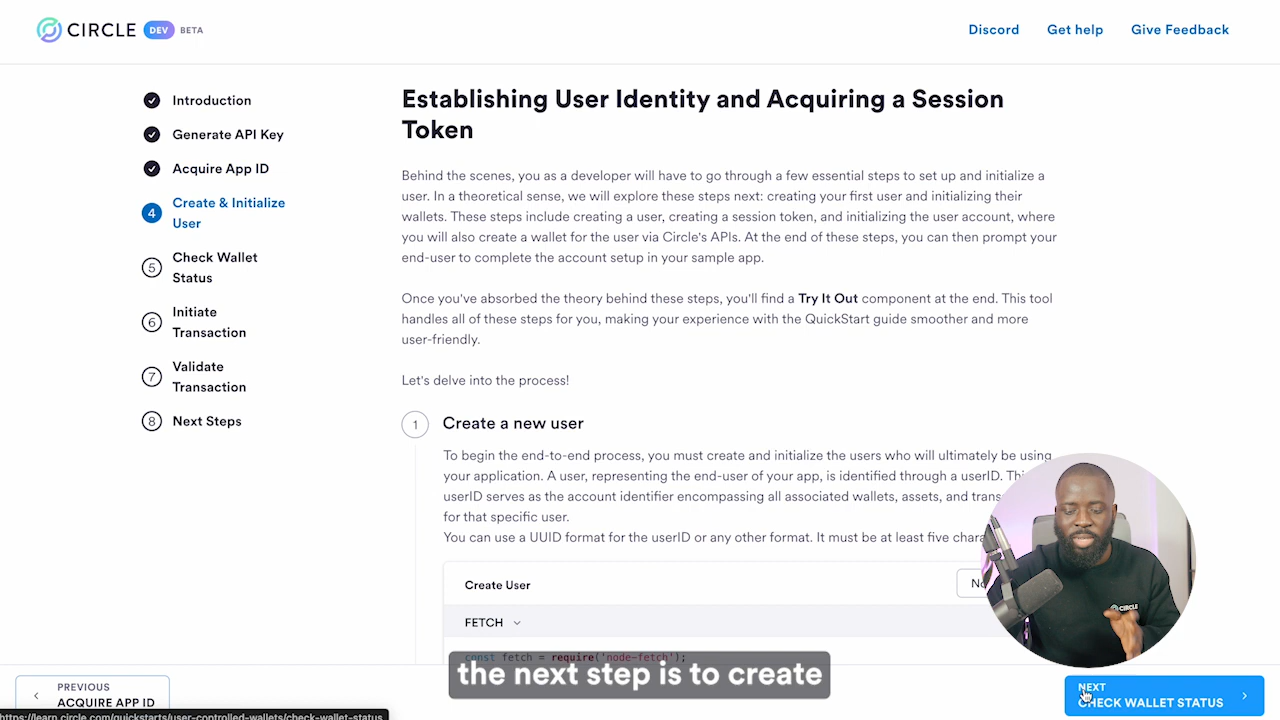 CIRCLE DEV BETA
Discord
Get help
Give Feedback
Introduction
Generate API Key
Acquire App ID
4
Create & Initialize
User
5
Check Wallet
Status
6
Initiate
Transaction
7
Validate
Transaction
8
Next Steps
Establishing User Identity and Acquiring a Session
Token
Behind the scenes, you as a developer will have to go through a few essential steps to set up and initialize a
user. In a theoretical sense, we will explore these steps next: creating your first user and initializing their
wallets. These steps include creating a user, creating a session token, and initializing the user account, where
you will also create a wallet for the user via Circle's APIs. At the end of these steps, you can then prompt your
end-user to complete the account setup in your sample app.
Once you've absorbed the theory behind these steps, you'll find a Try It Out component at the end. This tool
handles all of these steps for you, making your experience with the QuickStart guide smoother and more
user-friendly.
Let's delve into the process!
1
Create a new user
To begin the end-to-end process, you must create and initialize the users who will ultimately be using
your application. A user, representing the end-user of your app, is identified through a userID.
userID serves as the account identifier encompassing all associated wallets, assets, and
for that specific user.
You can use a UUID format for the userID or any other format. It must be at least five
Create User
FETCH
const fetch = require('node-fetch');
the next step is to create
CIRCLE
PREVIOUS
ACQUIRE APP ID
NEXT
CHECK WALLET STATUS
https://learn.circle.com/quickstarts/user-controlled-wallets/check-wallet-status